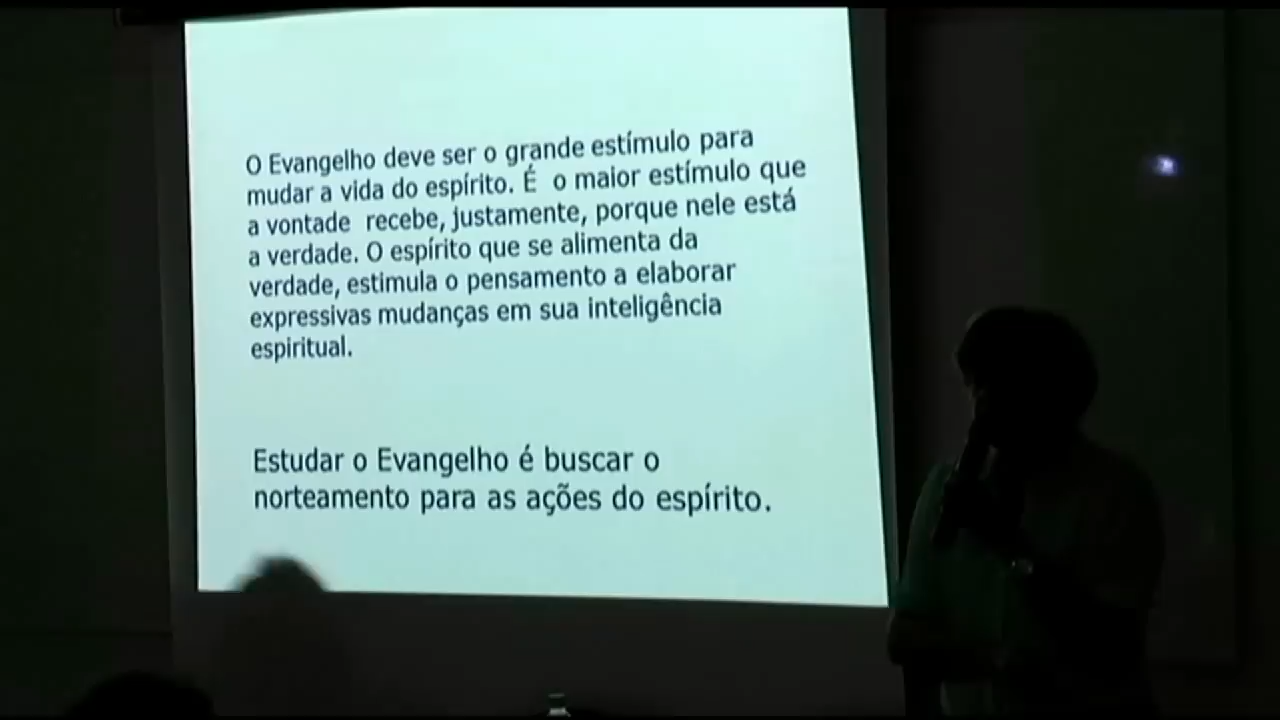 O Evangelho deve ser o grande estímulo para
mudar a vida do espírito. É o maior estímulo que
a vontade recebe, justamente, porque nele está
a verdade. O espírito que se alimenta da
verdade, estimula o pensamento a elaborar
expressivas mudanças em sua inteligência
espiritual.
Estudar o Evangelho é buscar o
norteamento para as ações do espírito.